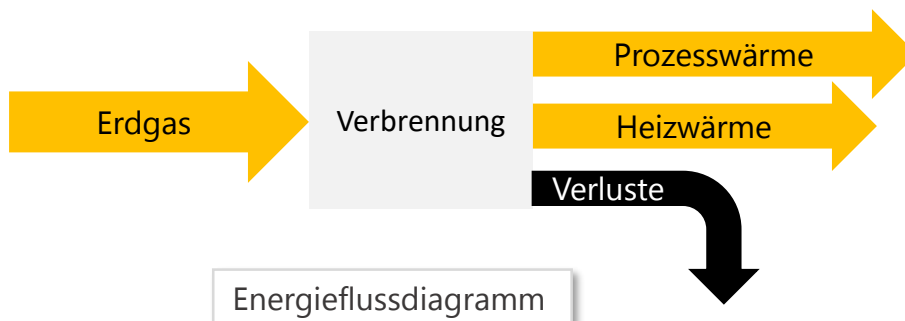 Prozesswärme
Erdgas
Verbrennung
Heizwärme
Verluste
Energieflussdiagramm